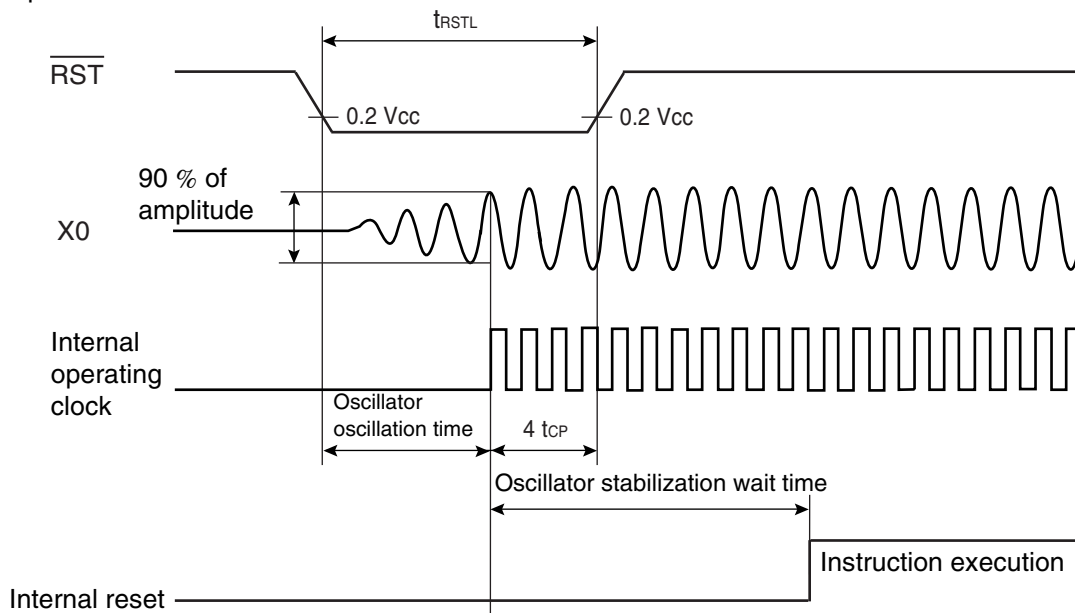 tRSTL
RST
0.2 Vcc
0.2 Vcc
90 % of
amplitude
X0
Internal
operating
clock
Oscillator
oscillation time
4 tCP
Oscillator stabilization wait time
Instruction execution
Internal reset